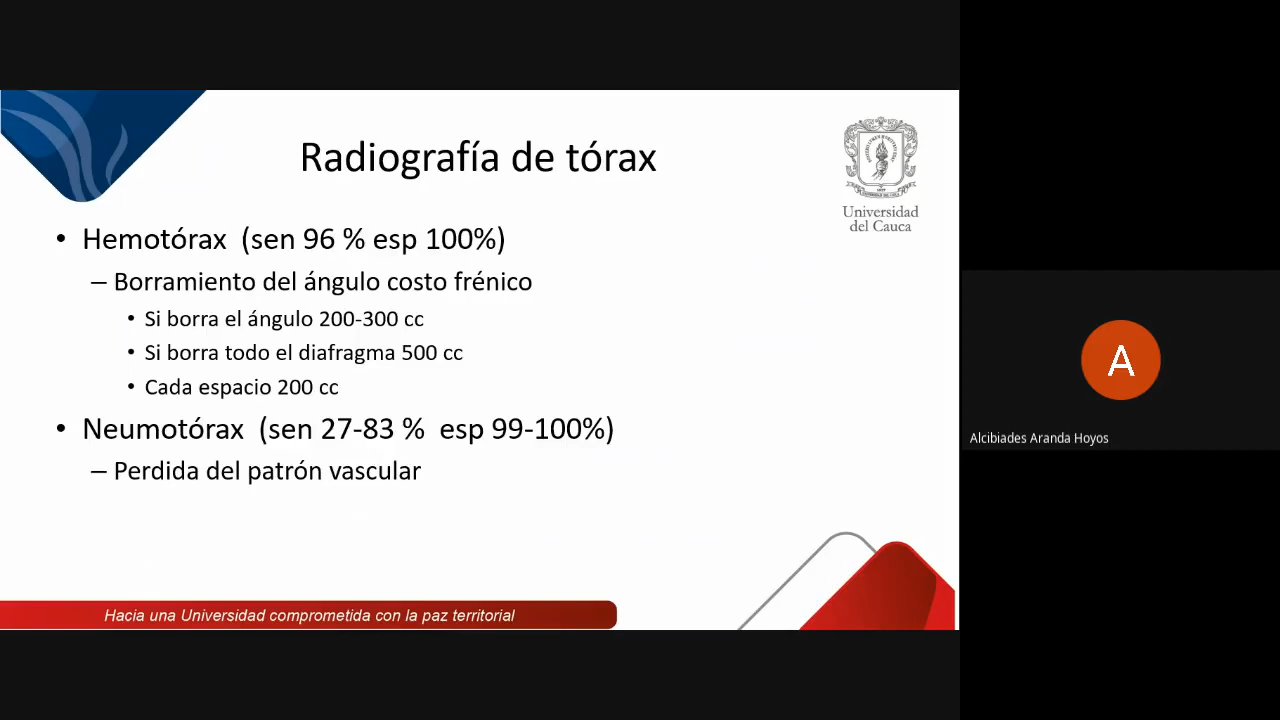 Radiografía de tórax
Universidad
del Cauca
• Hemotórax (sen 96 % esp 100%)
– Borramiento del ángulo costo frénico
• Si borra el ángulo 200-300 cc
• Si borra todo el diafragma 500 cc
• Cada espacio 200 cc
• Neumotórax (sen 27-83 % esp 99-100%)
– Perdida del patrón vascular
Hacia una Universidad comprometida con la paz territorial
A
Alcibiades Aranda Hoyos